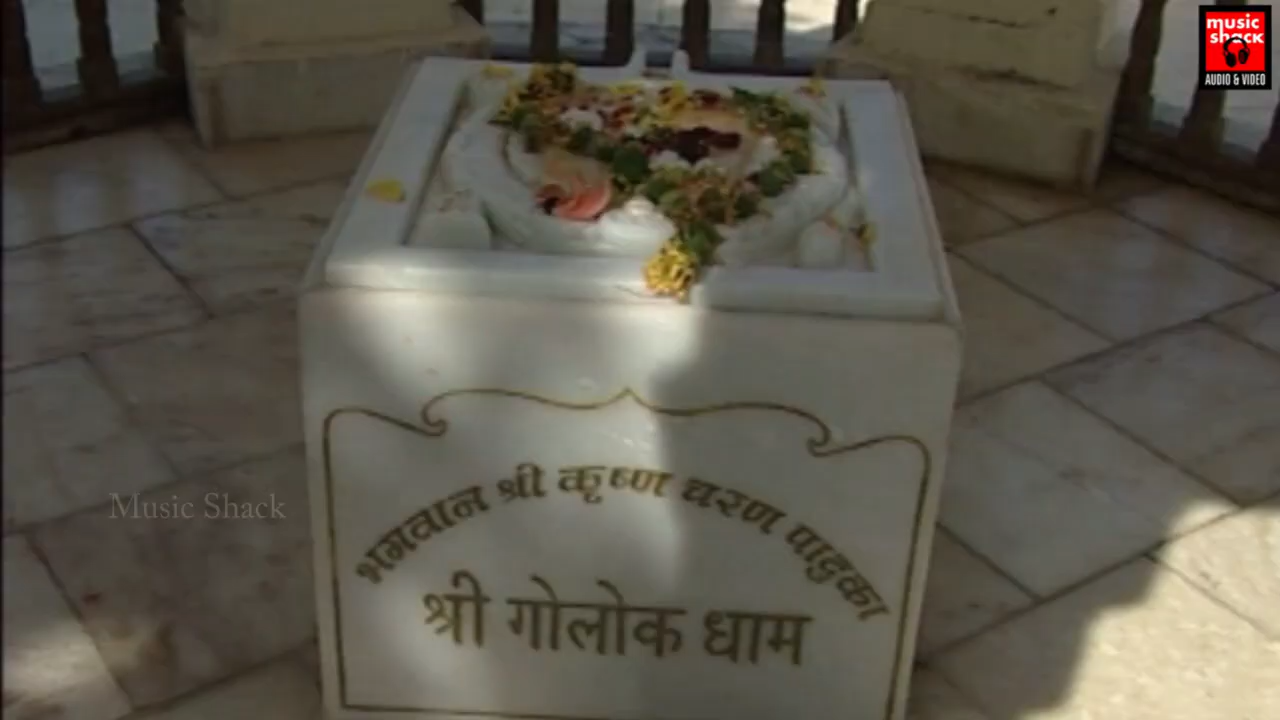 music
shack
AUDIO & VIDEO
Music Shack
भगवान श्री कृष्ण चरण पादुका
श्री गोलोक धाम